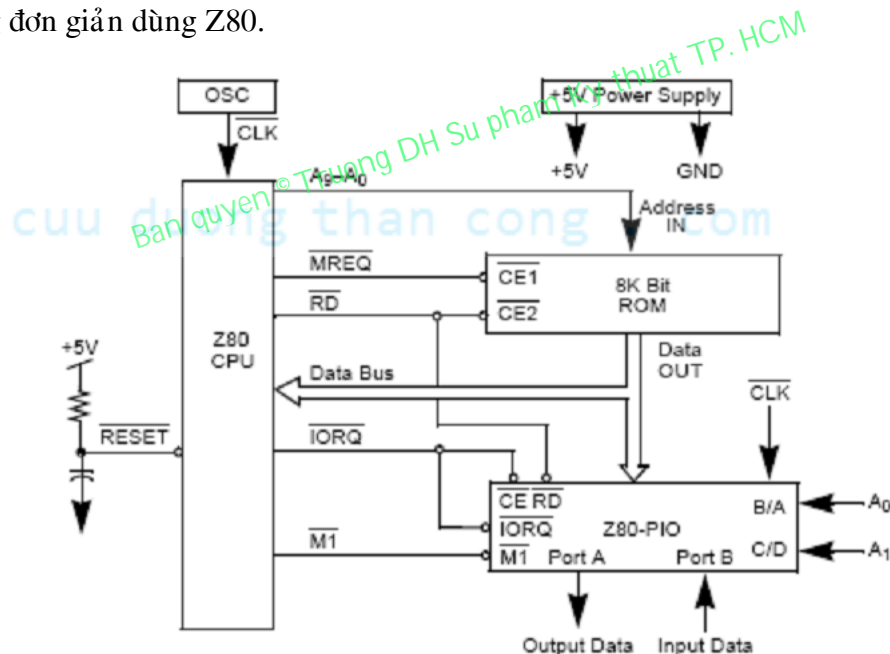 đơn giản dùng Z80.
OSC
+5V Power Supply
CLK
+5V
GND
A9–A0
Address
IN
Ban quyen © Truong DH Su pham Ky thuat TP. HCM
cuu duong than cong . com
MREQ
CE1
8K Bit
ROM
RD
CE2
Z80
CPU
+5V
Data Bus
Data
OUT
CLK
RESET
IORQ
CE RD
B/A
A0
IORQ
Z80-PIO
M1
M1
Port A
Port B
C/D
A1
Output Data
Input Data